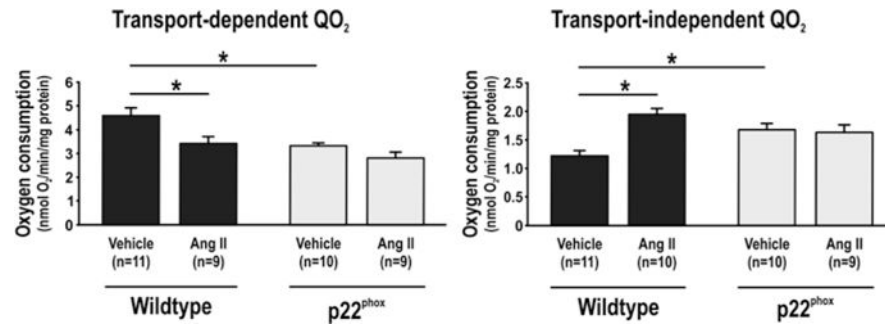 Transport-dependent QO₂
Oxygen consumption
(nmol O₂/min/mg protein)
6
5
4
3
2
1
0
*
*
Vehicle
(n=11)
Ang II
(n=9)
Vehicle
(n=10)
Ang II
(n=9)
Wildtype
p22ᵖʰᵒˣ
Transport-independent QO₂
Oxygen consumption
(nmol O₂/min/mg protein)
2.5
2.0
1.5
1.0
0.5
0.0
*
*
Vehicle
(n=11)
Ang II
(n=10)
Vehicle
(n=10)
Ang II
(n=9)
Wildtype
p22ᵖʰᵒˣ